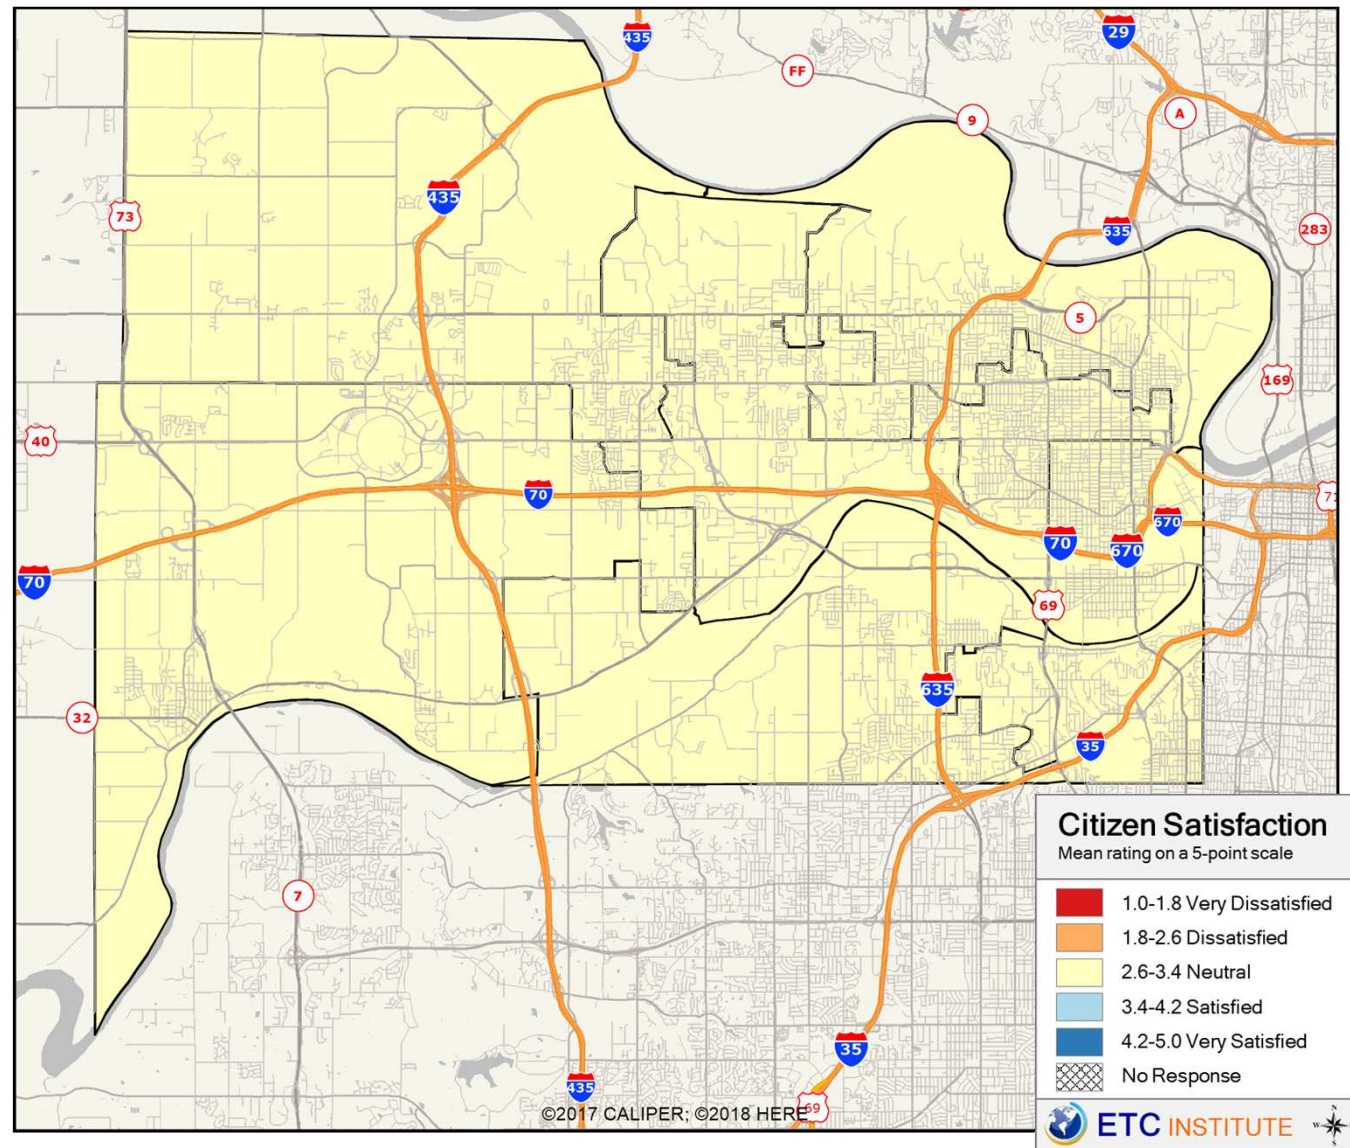 435
29
FF
9
A
435
73
635
283
5
169
40
70
70
70
670
670
69
635
32
35
7
35
435
69
Citizen Satisfaction
Mean rating on a 5-point scale
1.0-1.8 Very Dissatisfied
1.8-2.6 Dissatisfied
2.6-3.4 Neutral
3.4-4.2 Satisfied
4.2-5.0 Very Satisfied
No Response
©2017 CALIPER; ©2018 HERE
ETC INSTITUTE
N
W
E
S